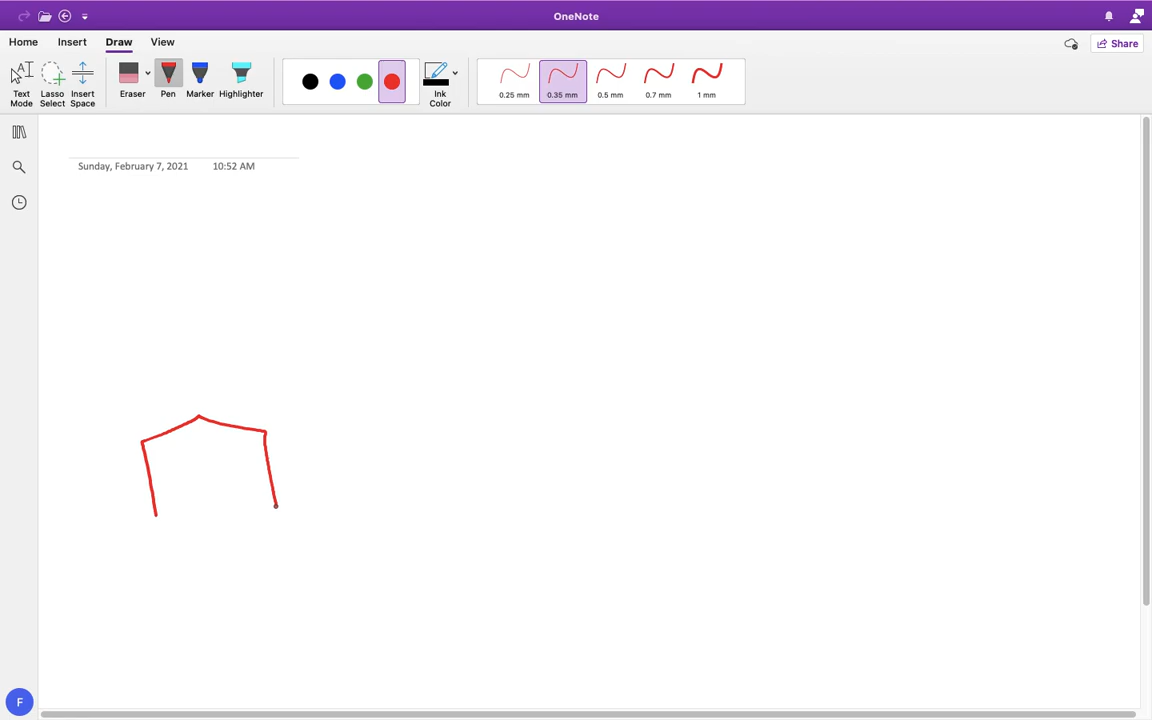 OneNote
Home Insert Draw View
Share
Text Mode
Lasso Select
Insert Space
Eraser
Pen
Marker
Highlighter
Ink Color
0.25 mm
0.35 mm
0.5 mm
0.7 mm
1 mm
Sunday, February 7, 2021 10:52 AM
F